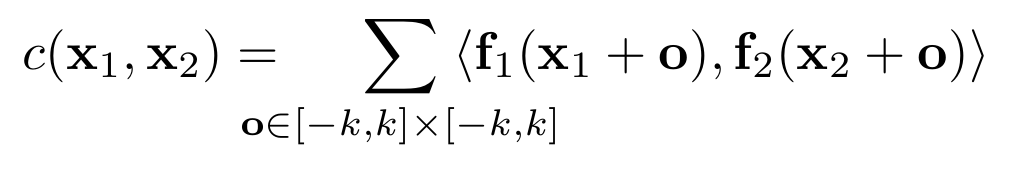 c(𝐱₁, 𝐱₂) = ∑ ⟨𝐟₁(𝐱₁ + 𝐨), 𝐟₂(𝐱₂ + 𝐨)⟩
𝐨∈[−k,k]×[−k,k]